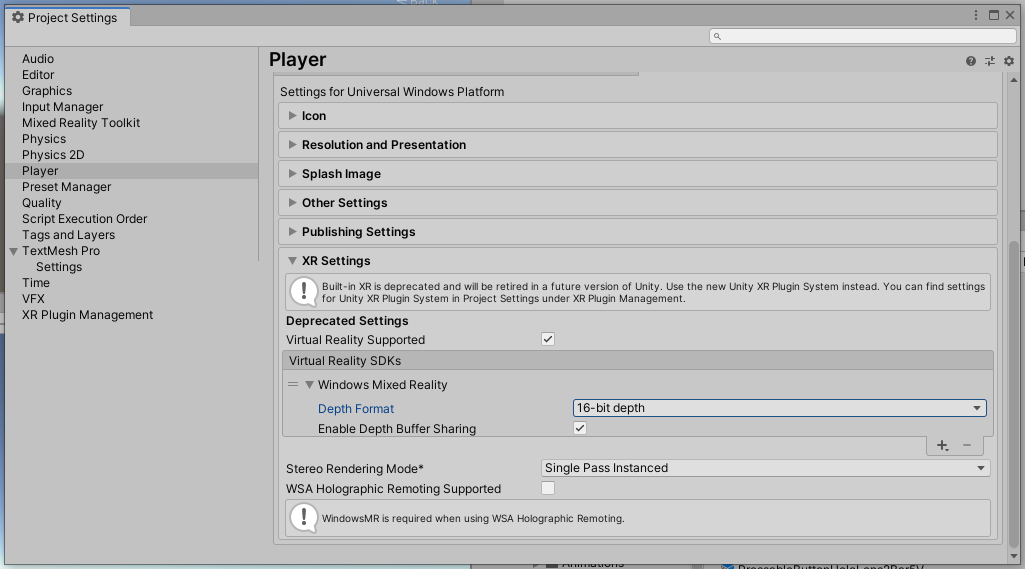 Back
Project Settings
Player
Audio
Editor
Graphics
Input Manager
Mixed Reality Toolkit
Physics
Physics 2D
Player
Preset Manager
Quality
Script Execution Order
Tags and Layers
TextMesh Pro
Settings
Time
VFX
XR Plugin Management
Settings for Universal Windows Platform
Icon
Resolution and Presentation
Splash Image
Other Settings
Publishing Settings
XR Settings
Built-in XR is deprecated and will be retired in a future version of Unity. Use the new Unity XR Plugin System instead. You can find settings
for Unity XR Plugin System in Project Settings under XR Plugin Management.
Deprecated Settings
Virtual Reality Supported
Virtual Reality SDKs
Windows Mixed Reality
Depth Format 16-bit depth
Enable Depth Buffer Sharing
Stereo Rendering Mode* Single Pass Instanced
WSA Holographic Remoting Supported
WindowsMR is required when using WSA Holographic Remoting.
Animations